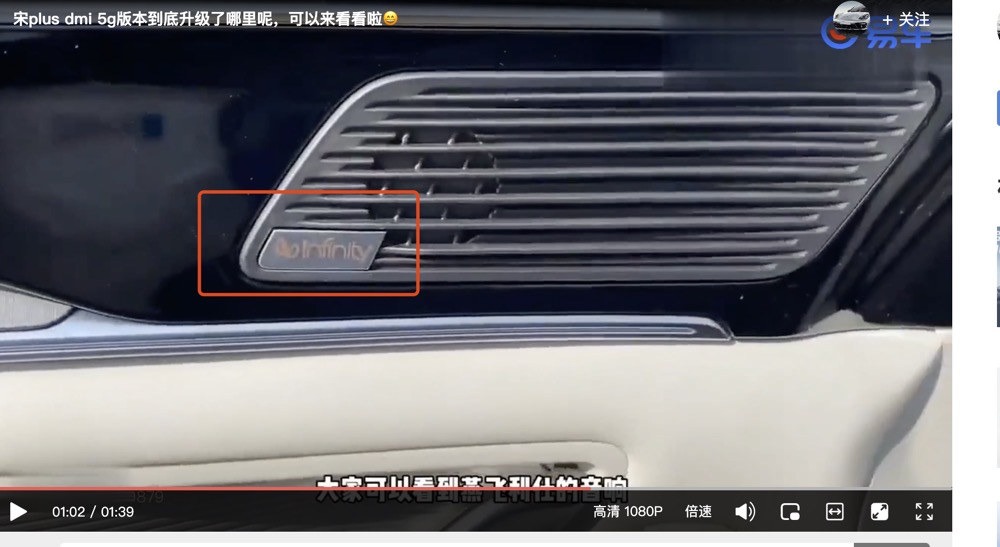 宋plus dmi 5g版本到底升级了哪里呢，可以来看看啦😄
+ 关注
易车
Infinity
大家可以看到燕飞利仕的音响
01:02 / 01:39
高清 1080P
倍速